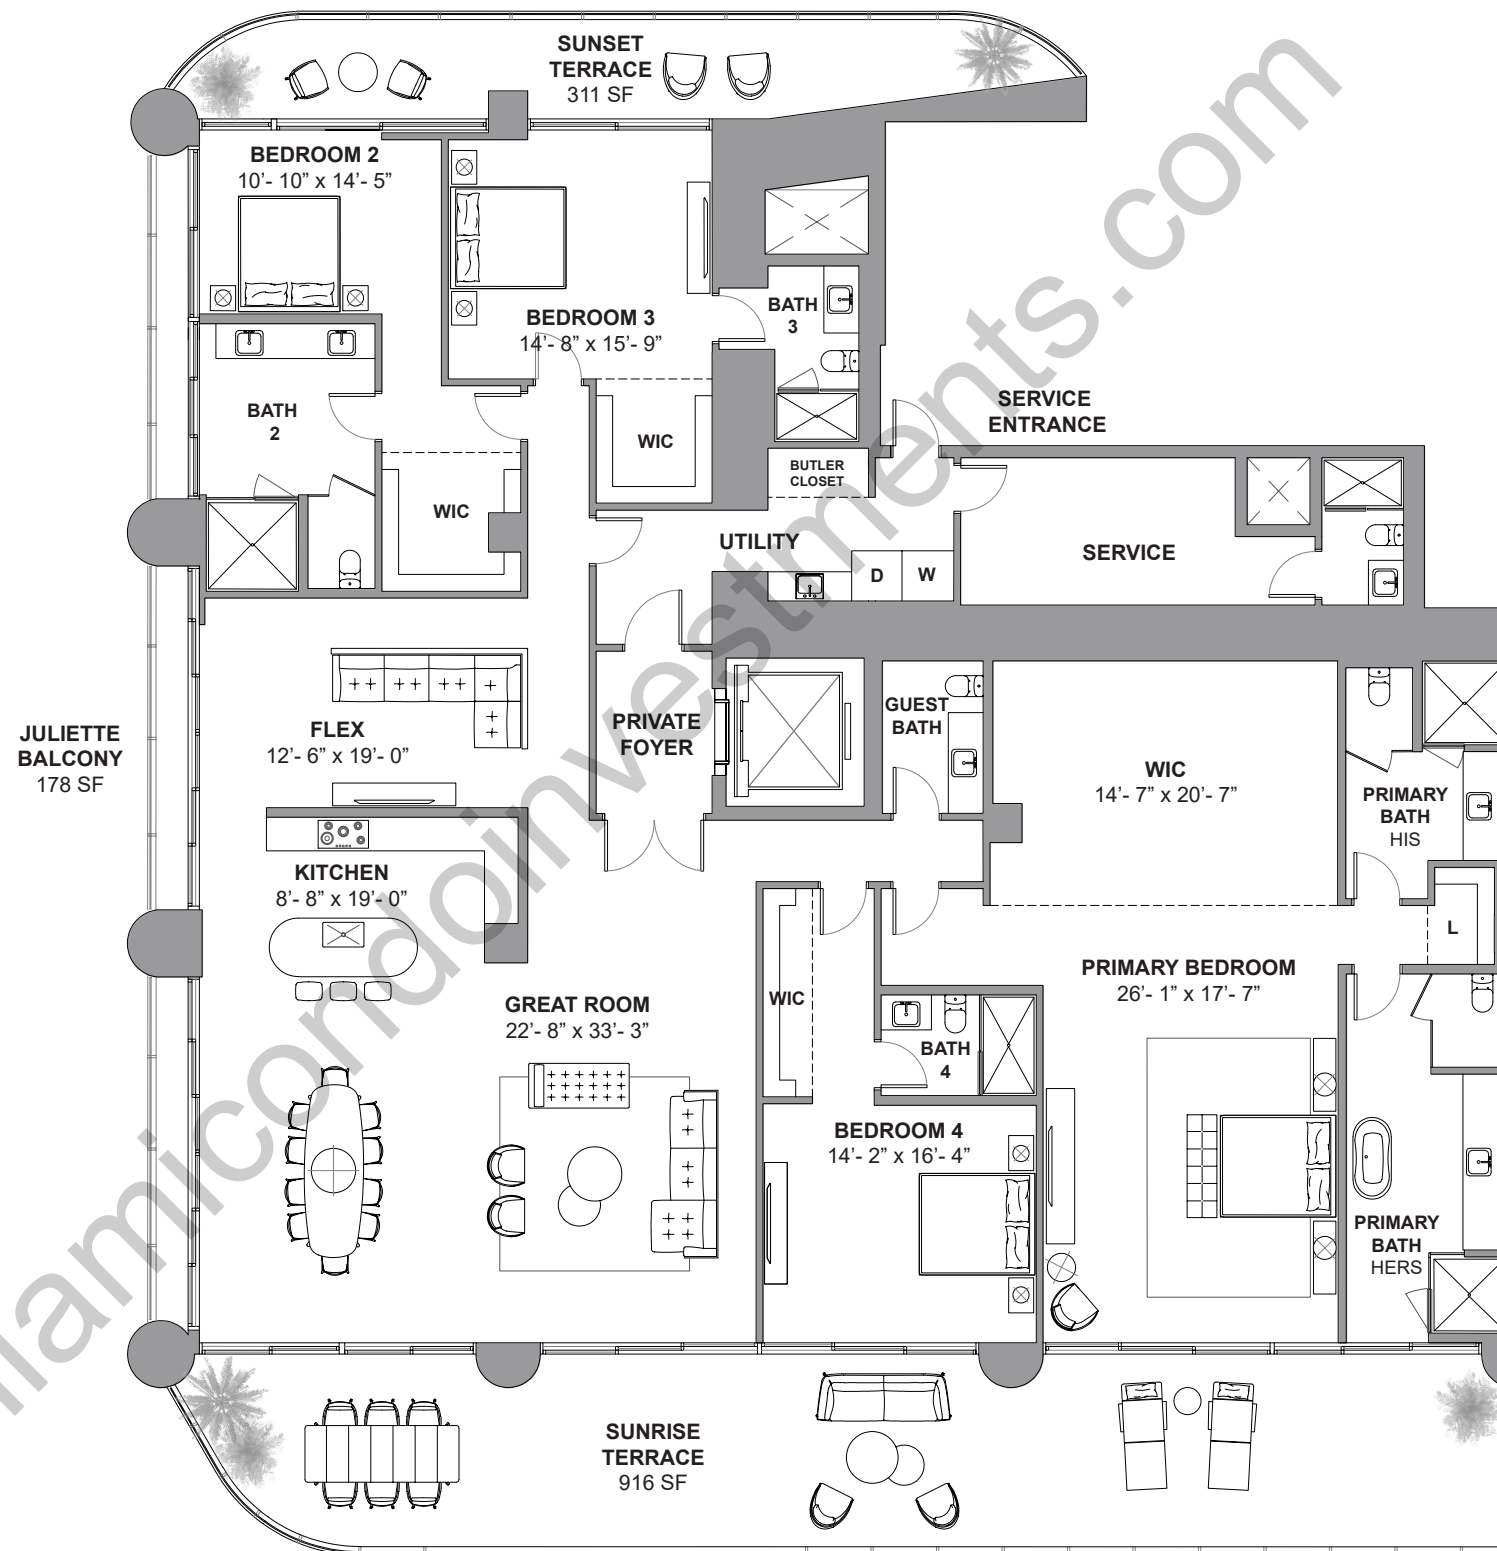 SUNSET
TERRACE
311 SF
BEDROOM 2
10'- 10" x 14'- 5"
BEDROOM 3
14'- 8" x 15'- 9"
BATH
3
BATH
2
WIC
WIC
SERVICE
ENTRANCE
BUTLER
CLOSET
UTILITY
D
W
SERVICE
JULIETTE
BALCONY
178 SF
FLEX
12'- 6" x 19'- 0"
PRIVATE
FOYER
GUEST
BATH
WIC
14'- 7" x 20'- 7"
PRIMARY
BATH
HIS
KITCHEN
8'- 8" x 19'- 0"
L
GREAT ROOM
22'- 8" x 33'- 3"
WIC
PRIMARY BEDROOM
26'- 1" x 17'- 7"
BATH
4
BEDROOM 4
14'- 2" x 16'- 4"
PRIMARY
BATH
HERS
SUNRISE
TERRACE
916 SF
iamicondoinvestments.com